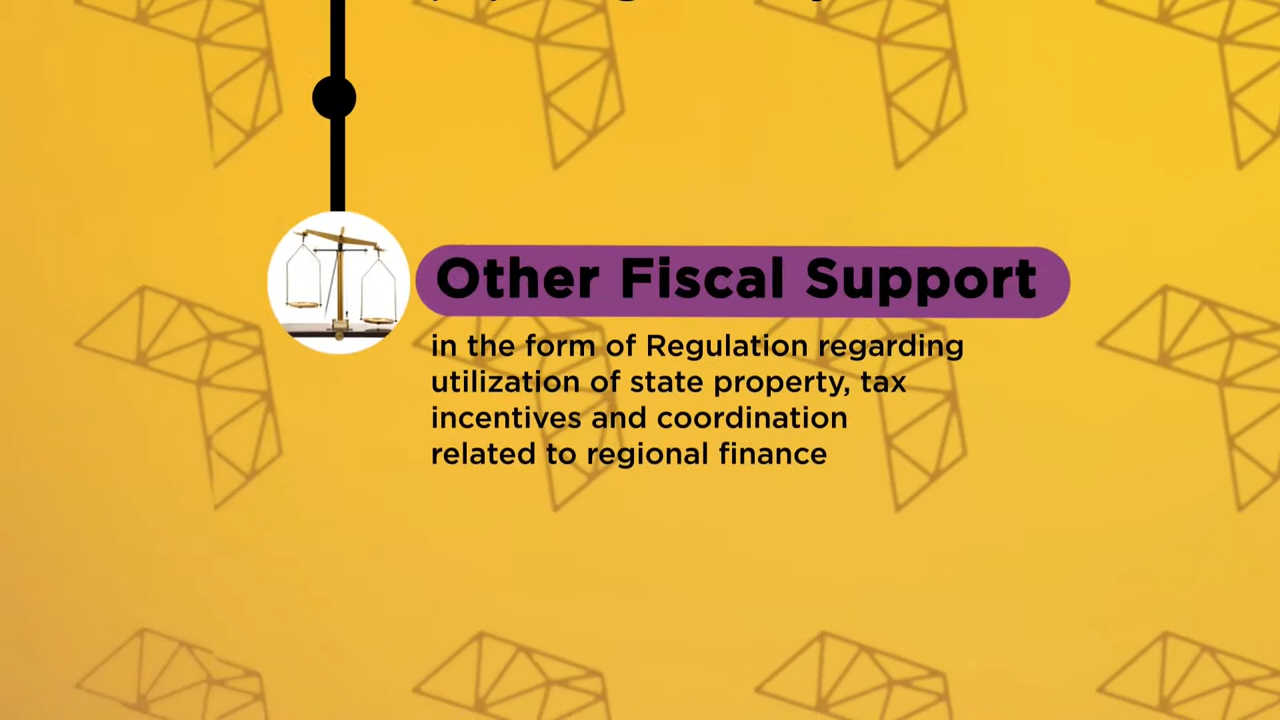 Other Fiscal Support
in the form of Regulation regarding
utilization of state property, tax
incentives and coordination
related to regional finance